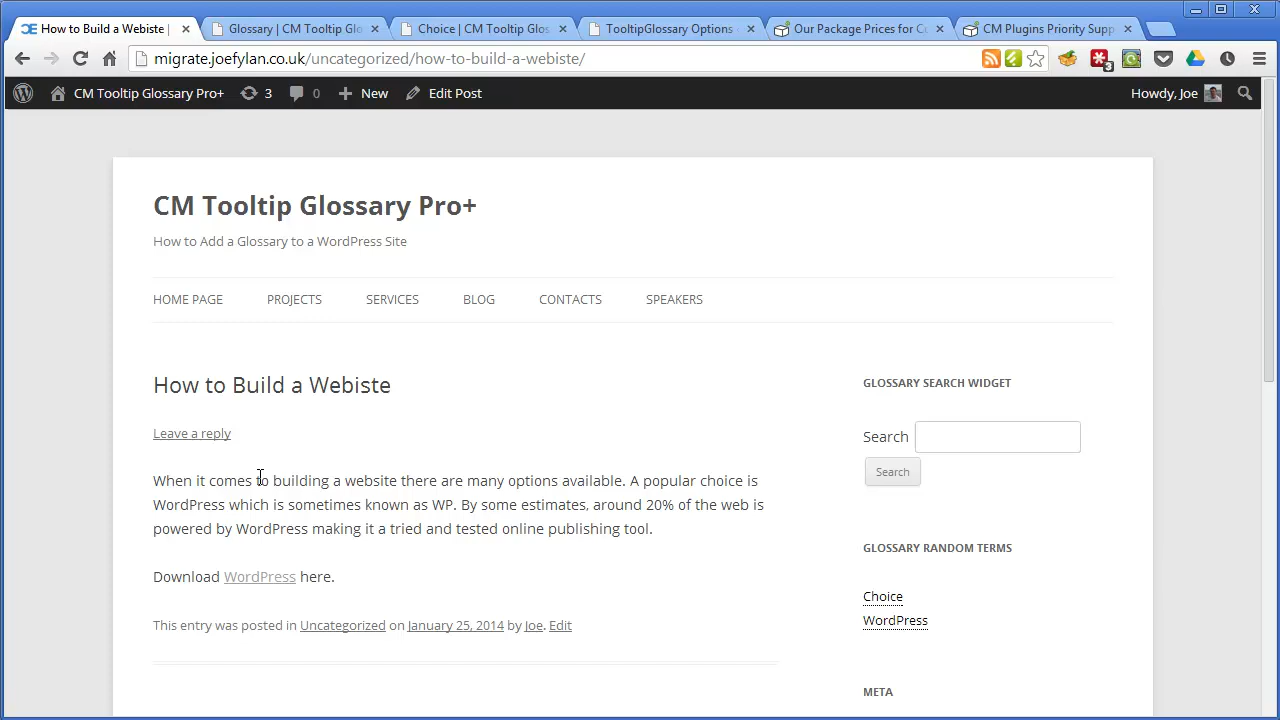 How to Build a Webiste |
Glossary | CM Tooltip Glo
Choice | CM Tooltip Glos
TooltipGlossary Options
Our Package Prices for C
CM Plugins Priority Supp
migrate.joefylan.co.uk/uncategorized/how-to-build-a-webiste/
3
CM Tooltip Glossary Pro+ 3 0 New Edit Post Howdy, Joe
CM Tooltip Glossary Pro+
How to Add a Glossary to a WordPress Site
HOME PAGE PROJECTS SERVICES BLOG CONTACTS SPEAKERS
How to Build a Webiste
Leave a reply
When it comes to building a website there are many options available. A popular choice is
WordPress which is sometimes known as WP. By some estimates, around 20% of the web is
powered by WordPress making it a tried and tested online publishing tool.
Download WordPress here.
This entry was posted in Uncategorized on January 25, 2014 by Joe. Edit
GLOSSARY SEARCH WIDGET
Search
Search
GLOSSARY RANDOM TERMS
Choice
WordPress
META